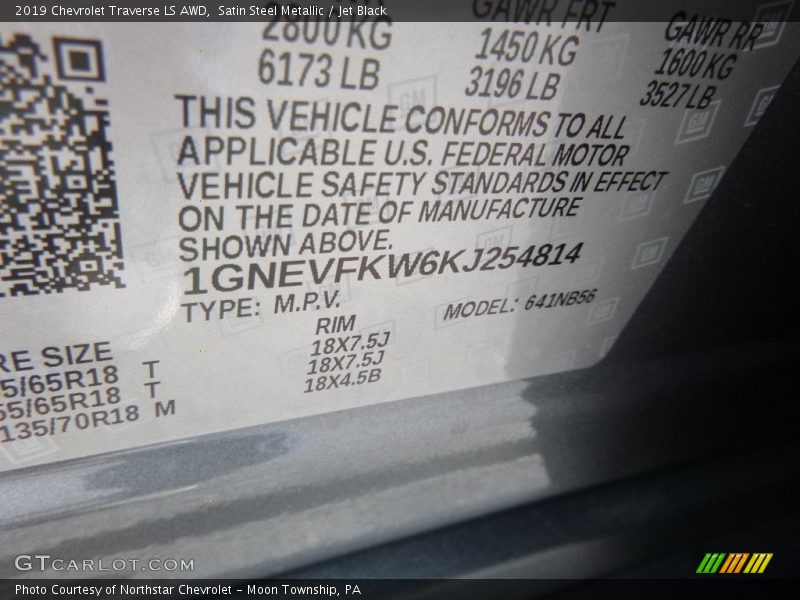 2019 Chevrolet Traverse LS AWD, Satin Steel Metallic / Jet Black
2800 KG
6173 LB
GAWR FRT
1450 KG
3196 LB
GAWR RR
1600 KG
3527 LB
THIS VEHICLE CONFORMS TO ALL
APPLICABLE U.S. FEDERAL MOTOR
VEHICLE SAFETY STANDARDS IN EFFECT
ON THE DATE OF MANUFACTURE
SHOWN ABOVE.
1GNEVFKW6KJ254814
TYPE: M.P.V. MODEL: 641NB56
RE SIZE RIM
5/65R18 T 18X7.5J
55/65R18 T 18X7.5J
135/70R18 M 18X4.5B
GTCARLOT.COM
Photo Courtesy of Northstar Chevrolet - Moon Township, PA